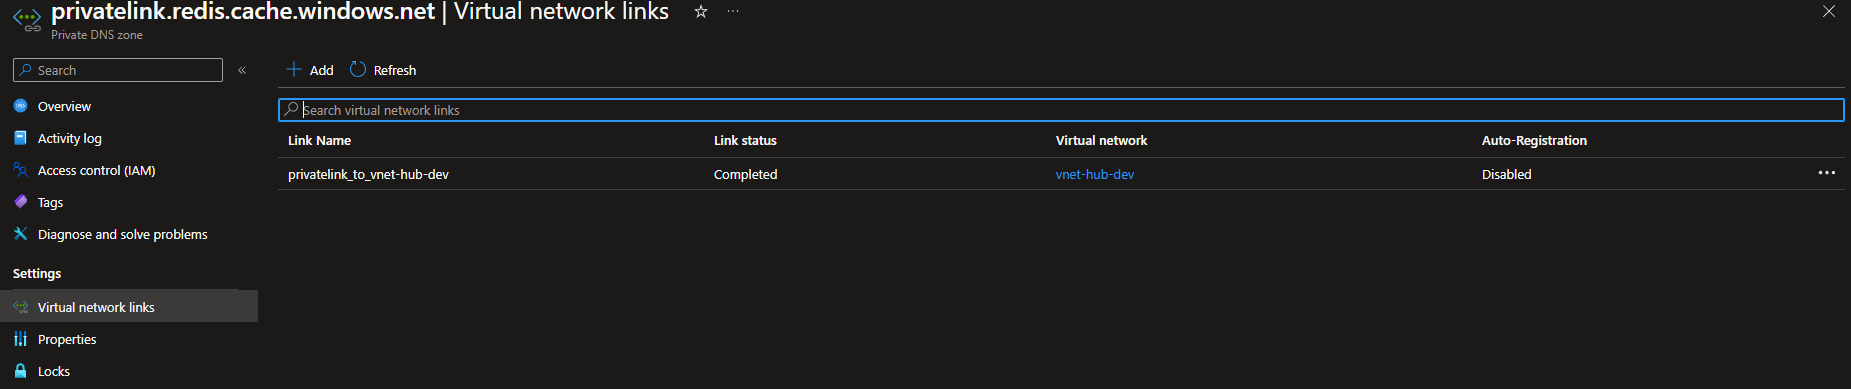 privatelink.redis.cache.windows.net | Virtual network links
Private DNS zone
Search
Add
Refresh
Overview
Activity log
Access control (IAM)
Tags
Diagnose and solve problems
Settings
Virtual network links
Properties
Locks
Search virtual network links
Link Name Link status Virtual network Auto-Registration
privatelink_to_vnet-hub-dev Completed vnet-hub-dev Disabled